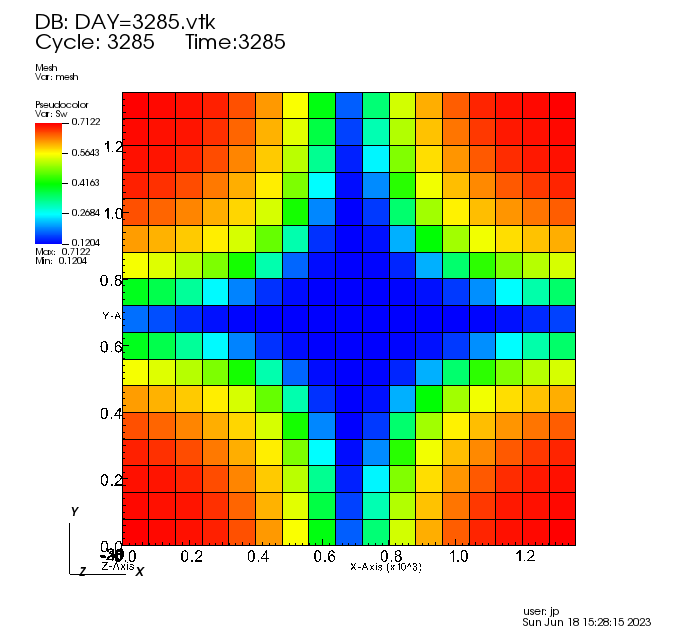 DB: DAY=3285.vtk
Cycle: 3285 Time:3285
Mesh
Var: mesh
Pseudocolor
Var: Sw
0.7122
0.5643
0.4163
0.2684
0.1204
Max: 0.7122
Min: 0.1204
1.2
1.0
0.8
Y-A
0.6
0.4
0.2
0.0
0.0 0.2 0.4 0.6 0.8 1.0 1.2
Z-Axis X-Axis (x10^3)
Y
Z X
user: jp
Sun Jun 18 15:28:15 2023